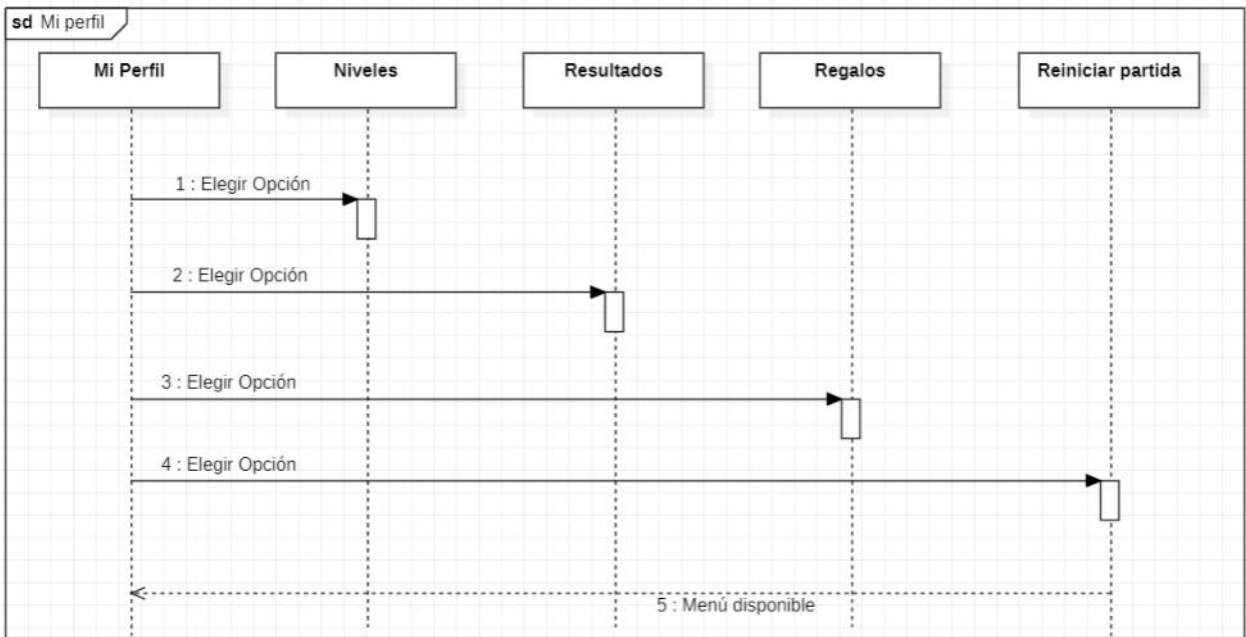 sd Mi perfil
Mi Perfil
Niveles
Resultados
Regalos
Reiniciar partida
1 : Elegir Opción
2 : Elegir Opción
3 : Elegir Opción
4 : Elegir Opción
5 : Menú disponible